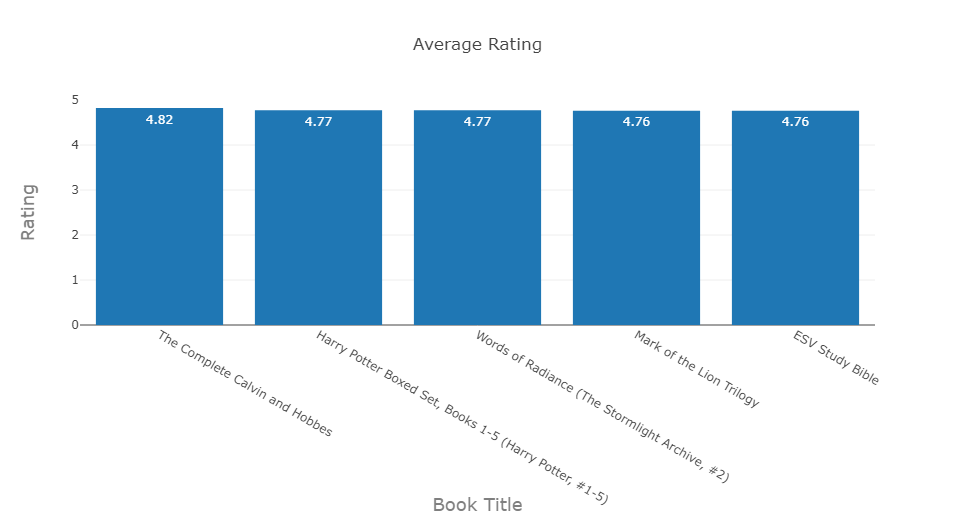 Average Rating
Rating
5
4
3
2
1
0
4.82
4.77
4.77
4.76
4.76
The Complete Calvin and Hobbes
Harry Potter Boxed Set, Books 1-5 (Harry Potter, #1-5)
Words of Radiance (The Stormlight Archive, #2)
Mark of the Lion Trilogy
ESV Study Bible
Book Title